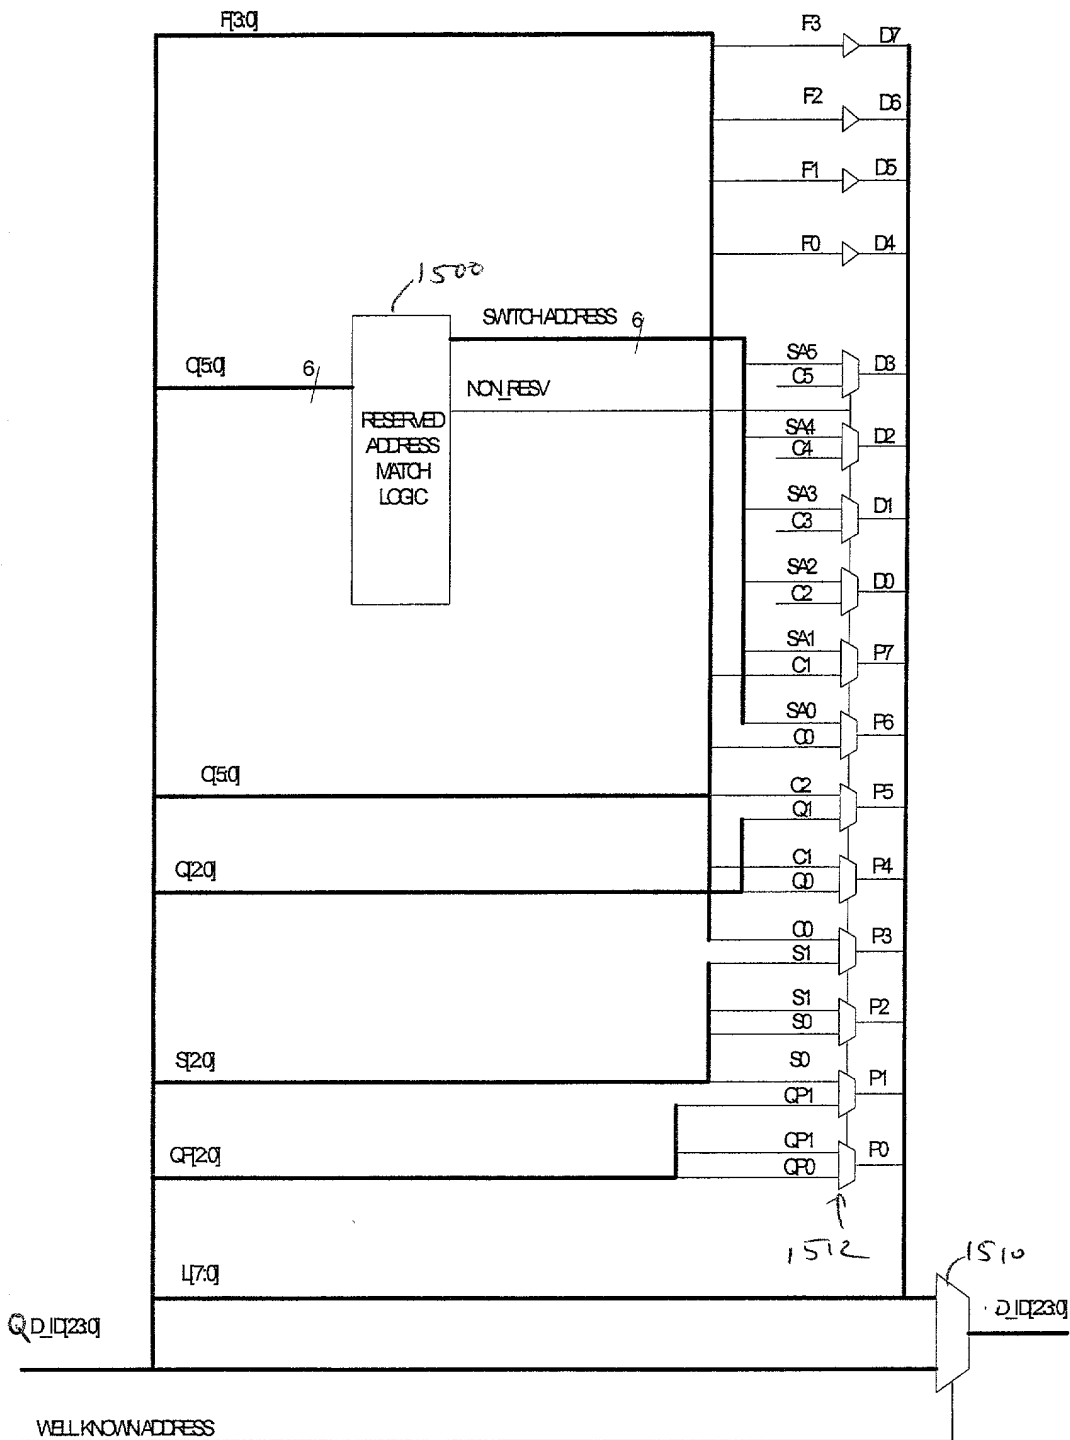 F[3:0]
F3
D7
F2
D6
F1
D5
F0
D4
1500
SWITCH ADDRESS
6
C[5:0]
6
NON_RESV
RESERVED
ADDRESS
MATCH
LOGIC
SA5
C5
D3
SA4
C4
D2
SA3
C3
D1
SA2
C2
D0
SA1
C1
P7
SA0
C0
P6
C[5:0]
C2
Q1
P5
Q[2:0]
C1
Q0
P4
C0
S1
P3
S1
S0
P2
S[2:0]
S0
QP1
P1
QP[2:0]
QP1
QP0
P0
1512
L[7:0]
1510
Q D_ID[23:0]
D_ID[23:0]
WELL KNOWN ADDRESS